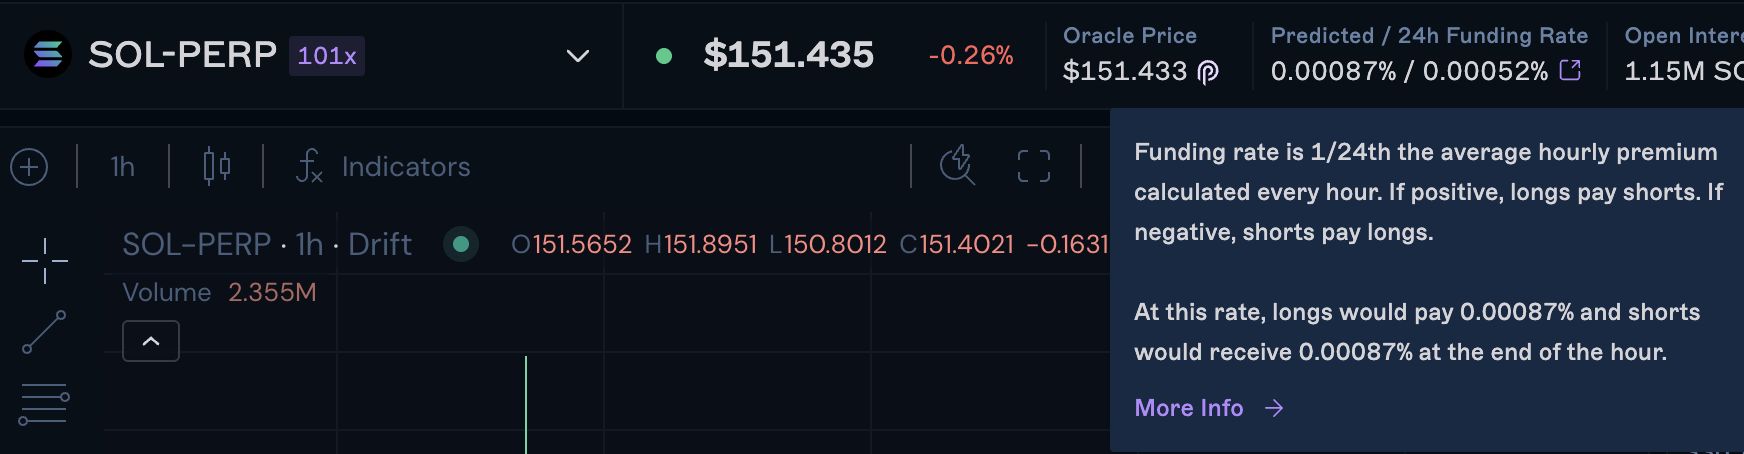 SOL-PERP 101x $151.435 -0.26%
Oracle Price
$151.433
Predicted / 24h Funding Rate
0.00087% / 0.00052%
Open
1.15M
1h Indicators
SOL-PERP · 1h · Drift O151.5652 H151.8951 L150.8012 C151.4021 −0.1631
Volume 2.355M
Funding rate is 1/24th the average hourly premium
calculated every hour. If positive, longs pay shorts. If
negative, shorts pay longs.
At this rate, longs would pay 0.00087% and shorts
would receive 0.00087% at the end of the hour.
More Info →